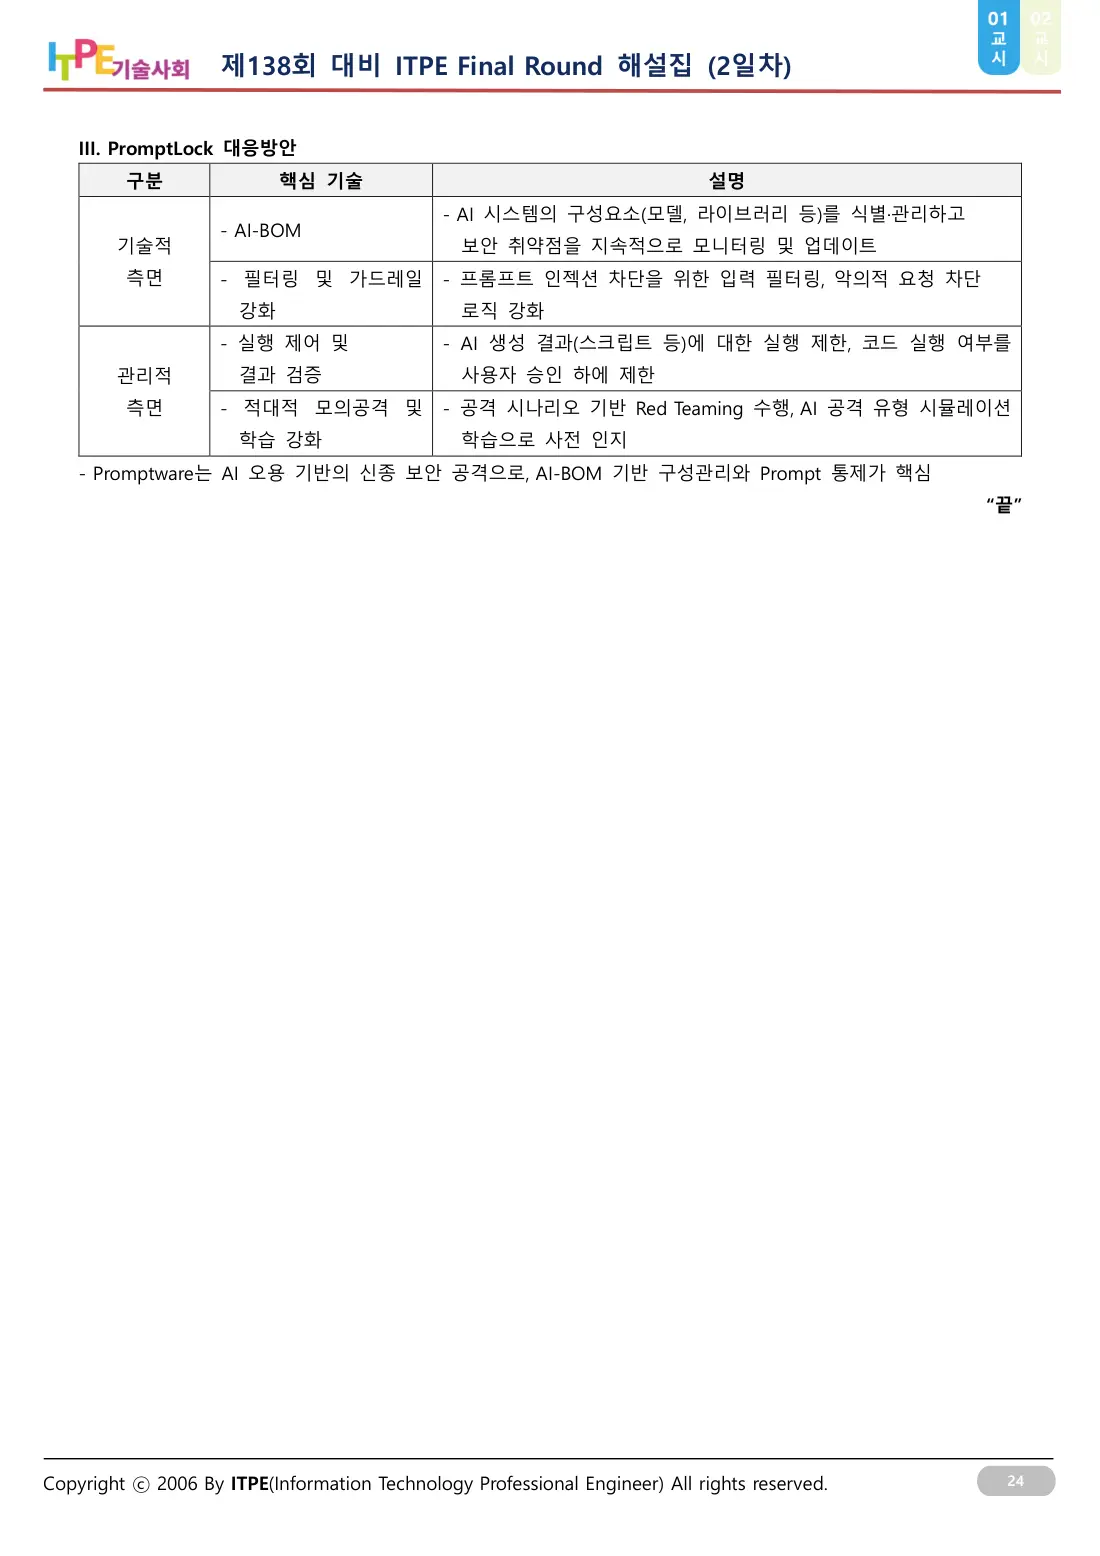 ITPE기술사회 제138회 대비 ITPE Final Round 해설집 (2일차)
01
교
시
02
교
시
III. PromptLock 대응방안
구분 핵심 기술 설명
기술적
측면
- AI-BOM
- AI 시스템의 구성요소(모델, 라이브러리 등)를 식별·관리하고
보안 취약점을 지속적으로 모니터링 및 업데이트
- 필터링 및 가드레일
강화
- 프롬프트 인젝션 차단을 위한 입력 필터링, 악의적 요청 차단
로직 강화
관리적
측면
- 실행 제어 및
결과 검증
- AI 생성 결과(스크립트 등)에 대한 실행 제한, 코드 실행 여부를
사용자 승인 하에 제한
- 적대적 모의공격 및
학습 강화
- 공격 시나리오 기반 Red Teaming 수행, AI 공격 유형 시뮬레이션
학습으로 사전 인지
- Promptware는 AI 오용 기반의 신종 보안 공격으로, AI-BOM 기반 구성관리와 Prompt 통제가 핵심
“끝”
Copyright ⓒ 2006 By ITPE(Information Technology Professional Engineer) All rights reserved.
24